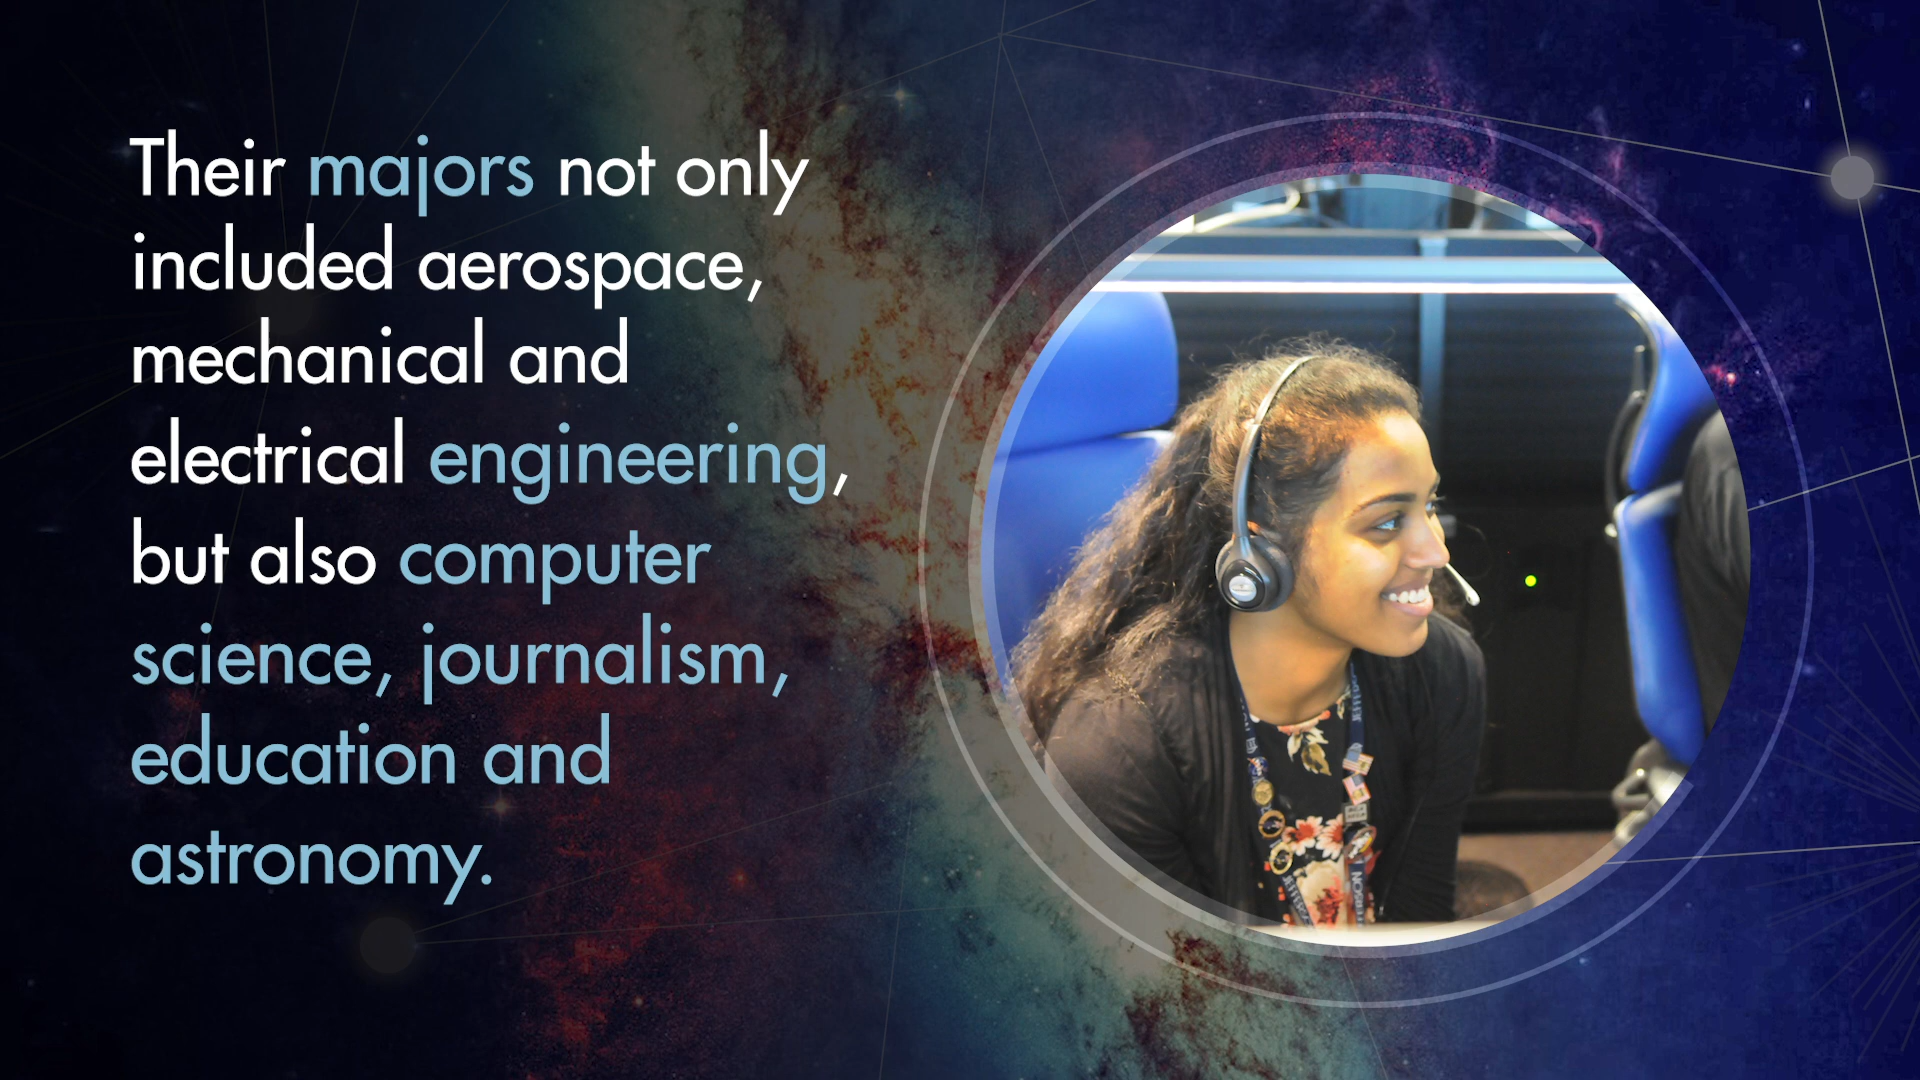 Their majors not only
included aerospace,
mechanical and
electrical engineering,
but also computer
science, journalism,
education and
astronomy.